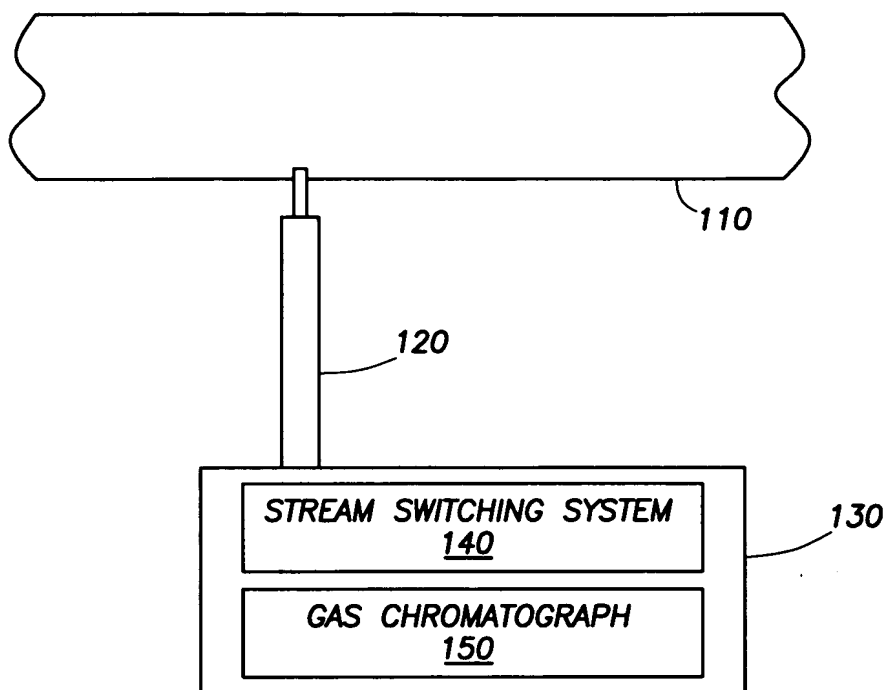 110
120
STREAM SWITCHING SYSTEM
140
130
GAS CHROMATOGRAPH
150